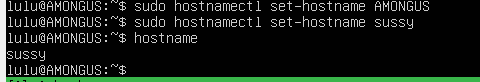 lulu@AMONGUS:~$ sudo hostnamectl set-hostname AMONGUS
lulu@AMONGUS:~$ sudo hostnamectl set-hostname sussy
lulu@AMONGUS:~$ hostname
sussy
lulu@AMONGUS:~$